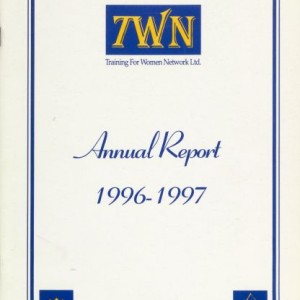 TWN
Training For Women Network Ltd.
Annual Report
1996-1997